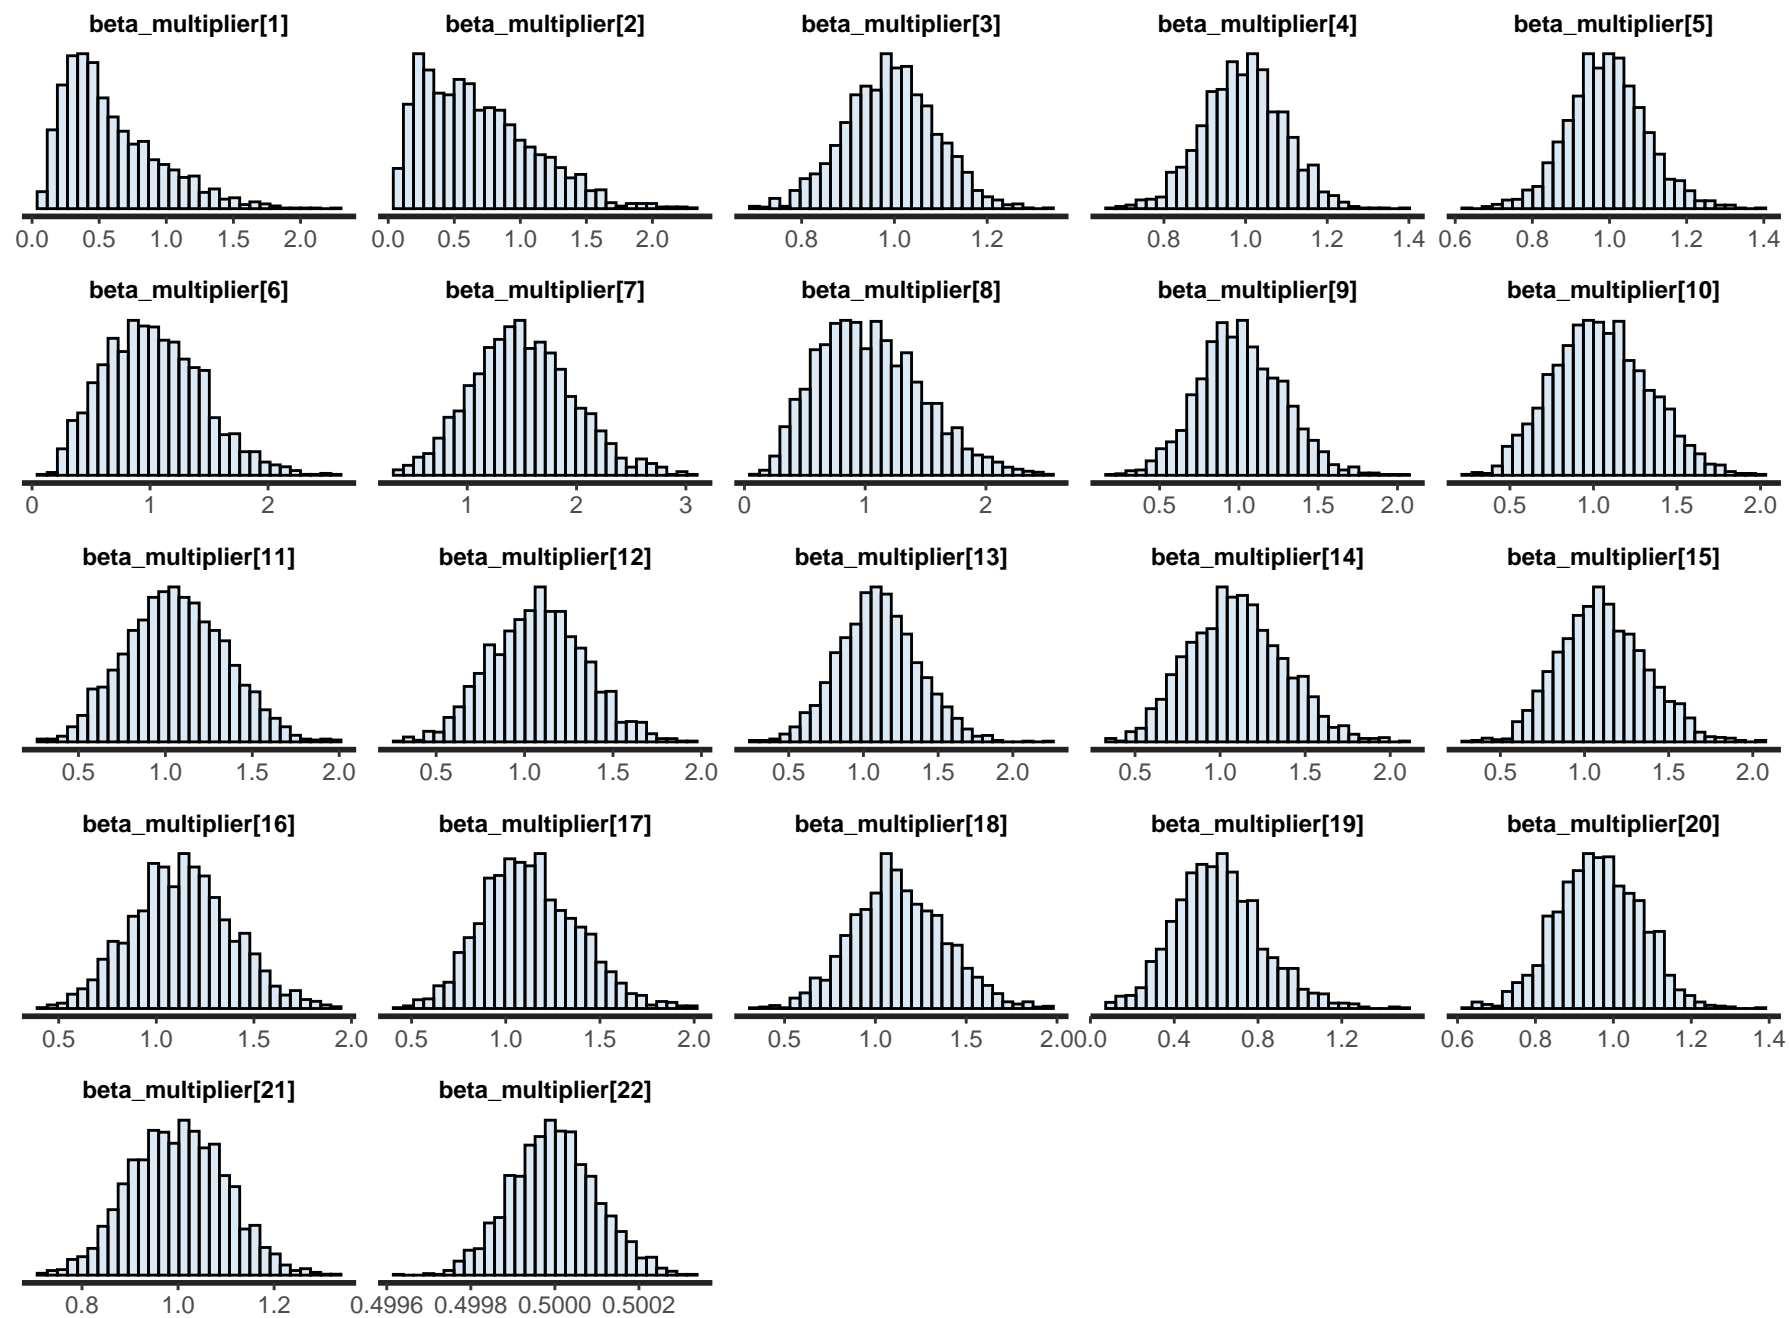 beta_multiplier[1] beta_multiplier[2] beta_multiplier[3] beta_multiplier[4] beta_multiplier[5]
0.0 0.5 1.0 1.5 2.0 0.0 0.5 1.0 1.5 2.0 0.8 1.0 1.2 0.8 1.0 1.2 1.4 0.6 0.8 1.0 1.2 1.4
beta_multiplier[6] beta_multiplier[7] beta_multiplier[8] beta_multiplier[9] beta_multiplier[10]
0 1 2 1 2 3 0 1 2 0.5 1.0 1.5 2.0 0.5 1.0 1.5 2.0
beta_multiplier[11] beta_multiplier[12] beta_multiplier[13] beta_multiplier[14] beta_multiplier[15]
0.5 1.0 1.5 2.0 0.5 1.0 1.5 2.0 0.5 1.0 1.5 2.0 0.5 1.0 1.5 2.0 0.5 1.0 1.5 2.0
beta_multiplier[16] beta_multiplier[17] beta_multiplier[18] beta_multiplier[19] beta_multiplier[20]
0.5 1.0 1.5 2.0 0.5 1.0 1.5 2.0 0.5 1.0 1.5 2.0 0.0 0.4 0.8 1.2 0.6 0.8 1.0 1.2 1.4
beta_multiplier[21] beta_multiplier[22]
0.8 1.0 1.2 0.4996 0.4998 0.5000 0.5002